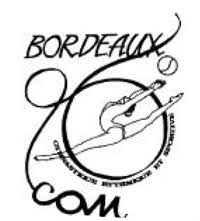 BORDEAUX
GYMNASTIQUE RYTHMIQUE ET SPORTIVE
COM